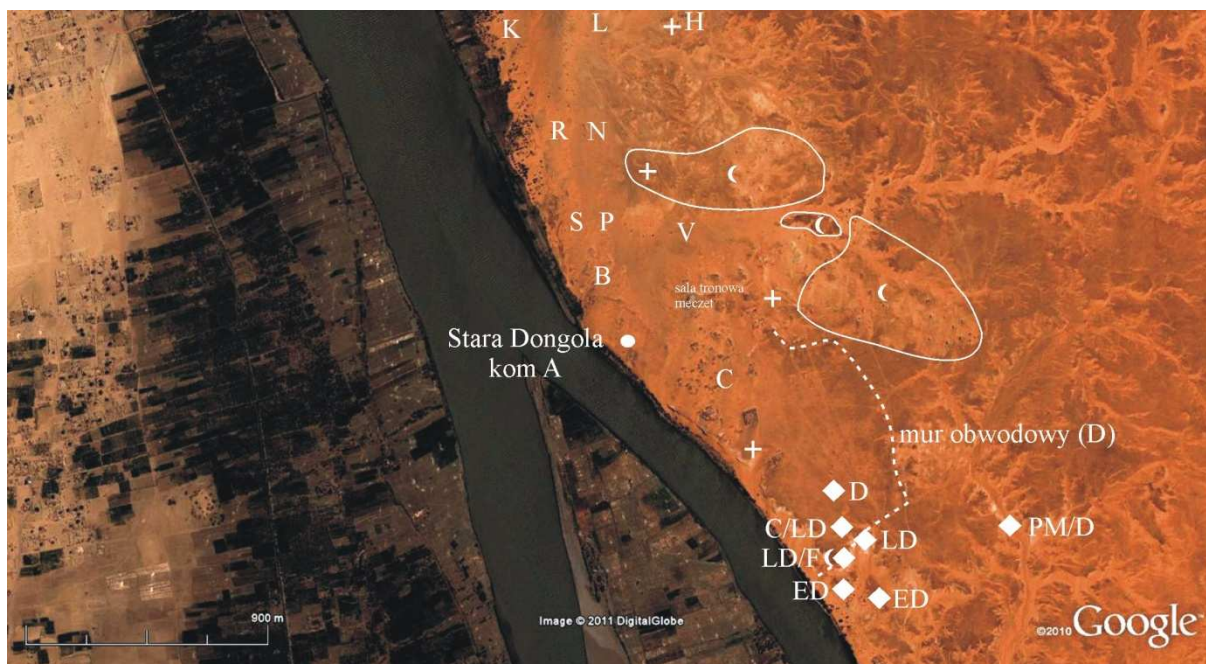 K L H
R N
S P V
B
sala tronowa
meczet
Stara Dongola
kom A
C
mur obwodowy (D)
D
C/LD
PM/D
LD
LD/F
ED
ED
900 m
Image © 2011 DigitalGlobe
©2010 Google™